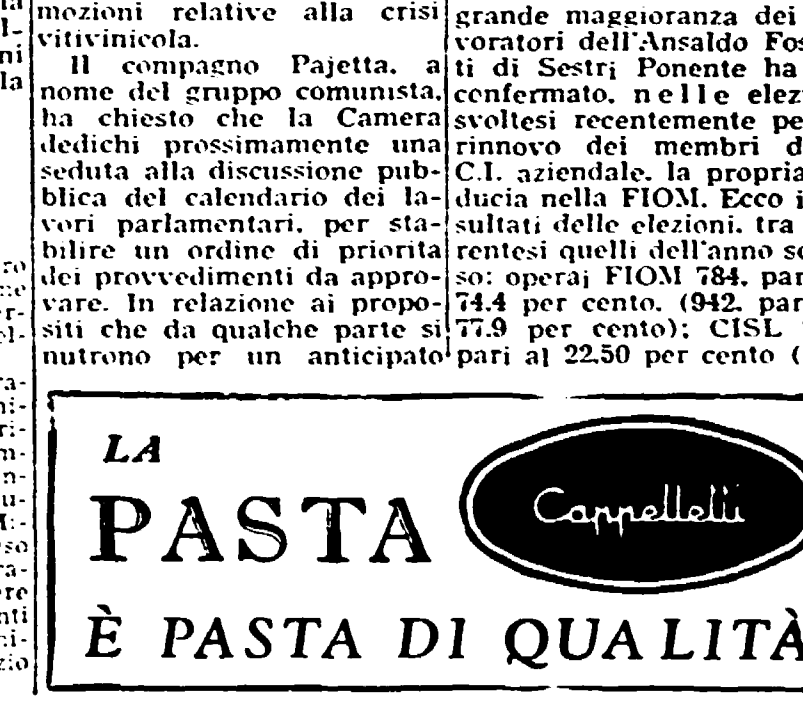 mozioni relative alla crisi
vitivinicola.
Il compagno Pajetta, a
nome del gruppo comunista,
ha chiesto che la Camera
dedichi prossimamente una
seduta alla discussione pub-
blica del calendario dei la-
vori parlamentari, per sta-
bilire un ordine di priorità
dei provvedimenti da appro-
vare. In relazione ai propo-
siti che da qualche parte si
nutrono per un anticipato
grande maggioranza dei
voratori dell'Ansaldo Fos
ti di Sestri Ponente ha
confermato, nelle elez
svoltesi recentemente pe
rinnovo dei membri d
C.I. aziendale, la propria
ducia nella FIOM. Ecco i
sultati delle elezioni, tra
rentesi quelli dell'anno sc
so: operai FIOM 784, par
74.4 per cento, (942, par
77.9 per cento); CISL
pari al 22.50 per cento (
LA
PASTA
Cappelletti
È PASTA DI QUALITÀ